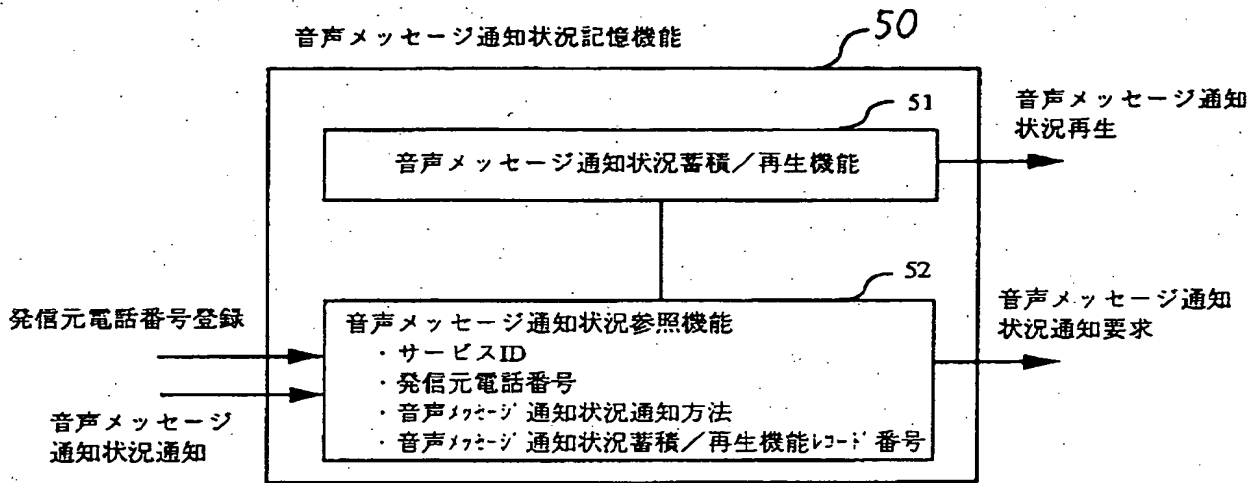 音声メッセージ通知状況記憶機能
50
51
音声メッセージ通知状況蓄積／再生機能
音声メッセージ通知
状況再生
52
発信元電話番号登録
音声メッセージ
通知状況通知
音声メッセージ通知状況参照機能
・サービスID
・発信元電話番号
・音声ﾒｯｾｰｼﾞ通知状況通知方法
・音声ﾒｯｾｰｼﾞ通知状況蓄積／再生機能ﾚｺｰﾄﾞ番号
音声メッセージ通知
状況通知要求